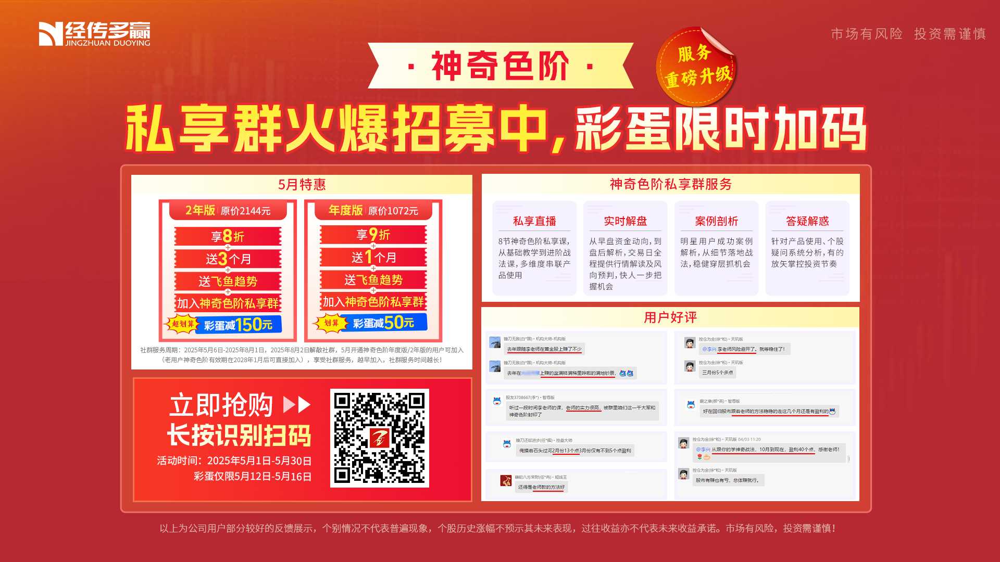 经传多赢
JINGZHUAN DUOYING
市场有风险 投资需谨慎
· 神奇色阶 ·
服务
重磅升级
私享群火爆招募中,彩蛋限时加码
5月特惠
2年版 原价2144元
享8折
+
送3个月
+
送飞鱼趋势
+
加入神奇色阶私享群
超划算 彩蛋减150元
年度版 原价1072元
享9折
+
送1个月
+
送飞鱼趋势
+
加入神奇色阶私享群
划算 彩蛋减50元
社群服务周期：2025年5月6日-2025年8月1日，2025年8月2日解散社群，5月开通神奇色阶年度版/2年版的用户可加入
（老用户神奇色阶有效期在2028年1月后可直接加入），享受社群服务，越早加入，社群服务时间越长！
立即抢购
长按识别扫码
活动时间：2025年5月1日-5月30日
彩蛋仅限5月12日-5月16日
神奇色阶私享群服务
私享直播
8节神奇色阶私享课，
从基础教学到进阶战
法课，多维度串联产
品使用
实时解盘
从早盘资金动向，到
盘后解析，交易日全
程提供行情解读及风
向预判，快人一步把
握机会
案例剖析
明星用户成功案例
解析，从细节落地战
法，稳健穿层抓机会
答疑解惑
针对产品使用、个股
疑问系统分析，有的
放矢掌控投资节奏
用户好评
镰刀无敌(白*国)・机构大师-机构版
去年跟随李老师在黄金股上赚了不少
镰刀无敌(白*国)・机构大师-机构版
去年在
上赚的盆满钵满稀里哗啦的满地钞票，
股友3708667(李*)・智尊版
听过一段时间李老师的课，老师的实力很高，被群里咱们这一千大军和
神奇色阶封印了
镰刀还欲进步(任*辉)・控盘大师
俺摸着石头过河2月份13个点3月份仅有不到5个点盈利
八方来财(任*冉)・短线王
还得是老师教的方法好
控仓为金(徐*松)・天玑版
@李兴 李老师风险避开了。就等稳住了！
控仓为金(徐*松)・天玑版
三月份5个多点
之乐(郝*英)・智尊版
好在回归股市跟着老师的方法稳稳的走这几个月还是有盈利的
控仓为金(徐*松)・天玑版 04/03 11:20
@李兴 从跟你的学神奇战法，10月到现在，盈利40个点，感谢老师！
控仓为金(徐*松)・天玑版
股市有赚也有亏，总体赚就行。
以上为公司用户部分较好的反馈展示，个别情况不代表普遍现象，个股历史涨幅不预示其未来表现，过往收益亦不代表未来收益承诺。市场有风险，投资需谨慎！